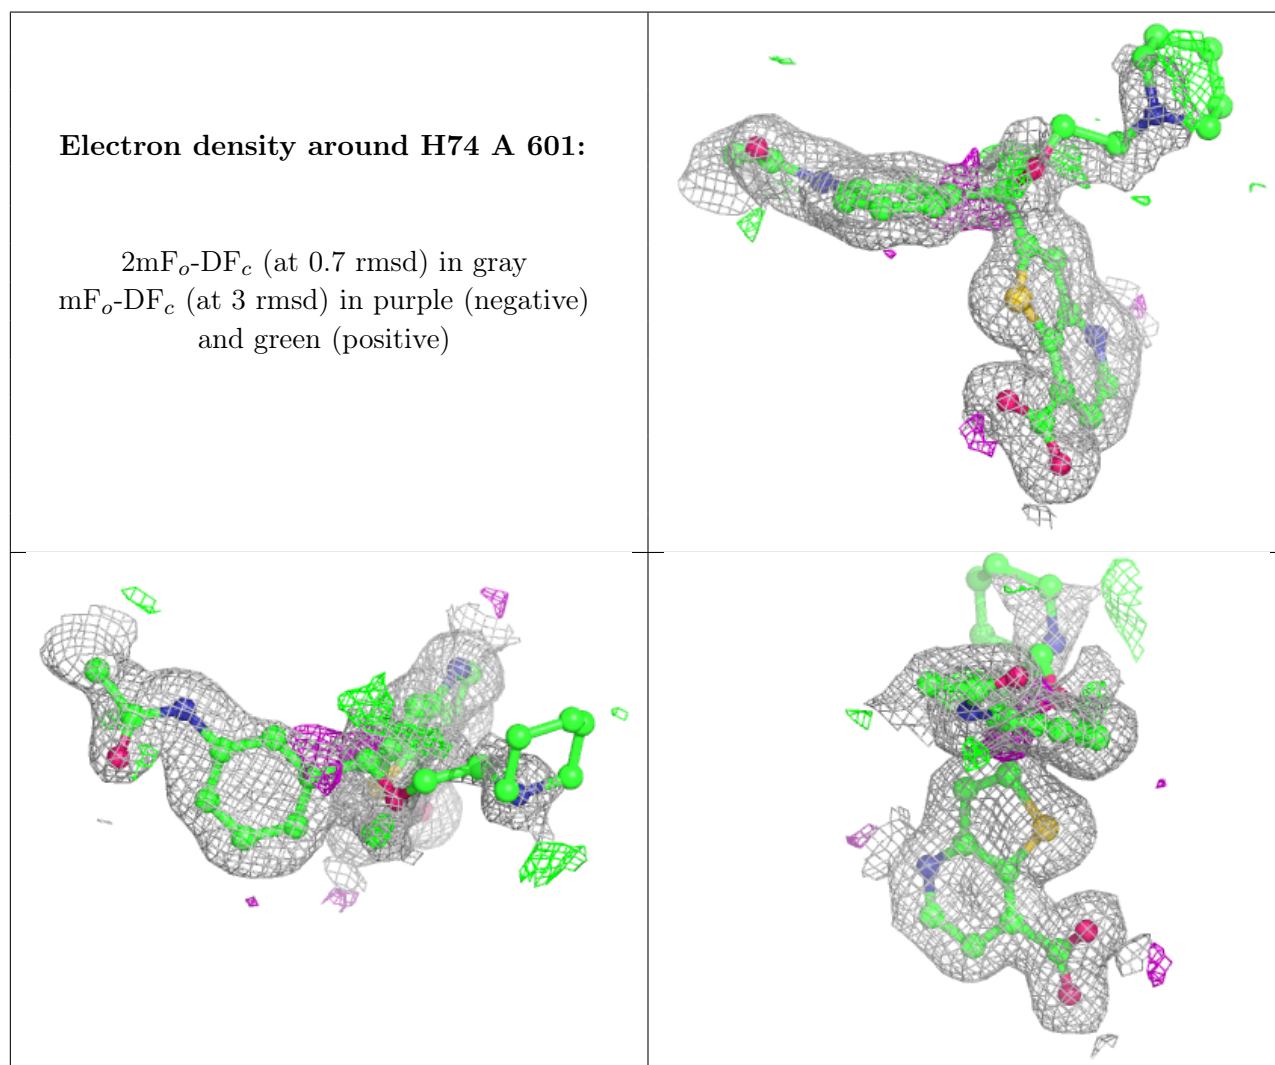 Electron density around H74 A 601:
2mFₒ-DF𝒸 (at 0.7 rmsd) in gray
mFₒ-DF𝒸 (at 3 rmsd) in purple (negative)
and green (positive)